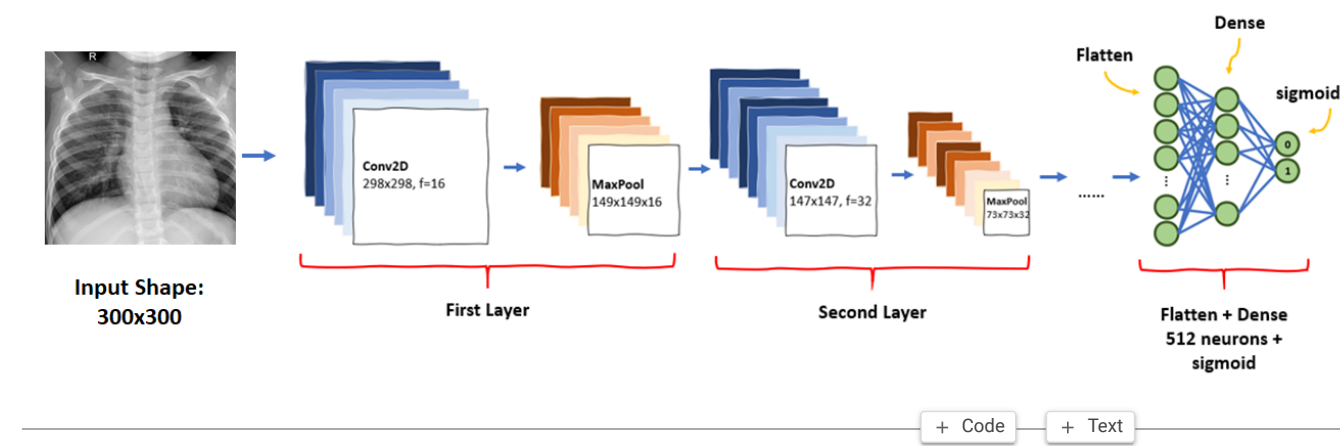 R
Input Shape:
300x300
Conv2D
298x298, f=16
MaxPool
149x149x16
First Layer
Conv2D
147x147, f=32
MaxPool
73x73x32
Second Layer
......
Flatten
Dense
sigmoid
0
1
Flatten + Dense
512 neurons +
sigmoid
+ Code
+ Text